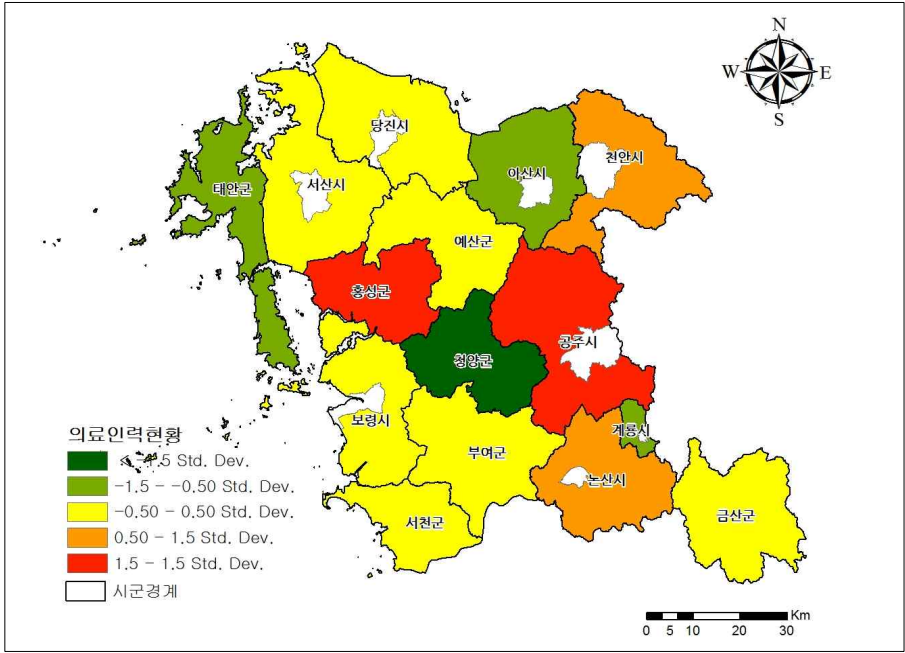 N
W E
S
당진시
천안시
아산시
태안군
서산시
예산군
홍성군
공주시
청양군
보령시
계룡시
부여군
논산시
서천군
금산군
의료인력현황
< -1.5 Std. Dev.
-1.5 - -0.50 Std. Dev.
-0.50 - 0.50 Std. Dev.
0.50 - 1.5 Std. Dev.
1.5 - 1.5 Std. Dev.
시군경계
Km
0 5 10 20 30